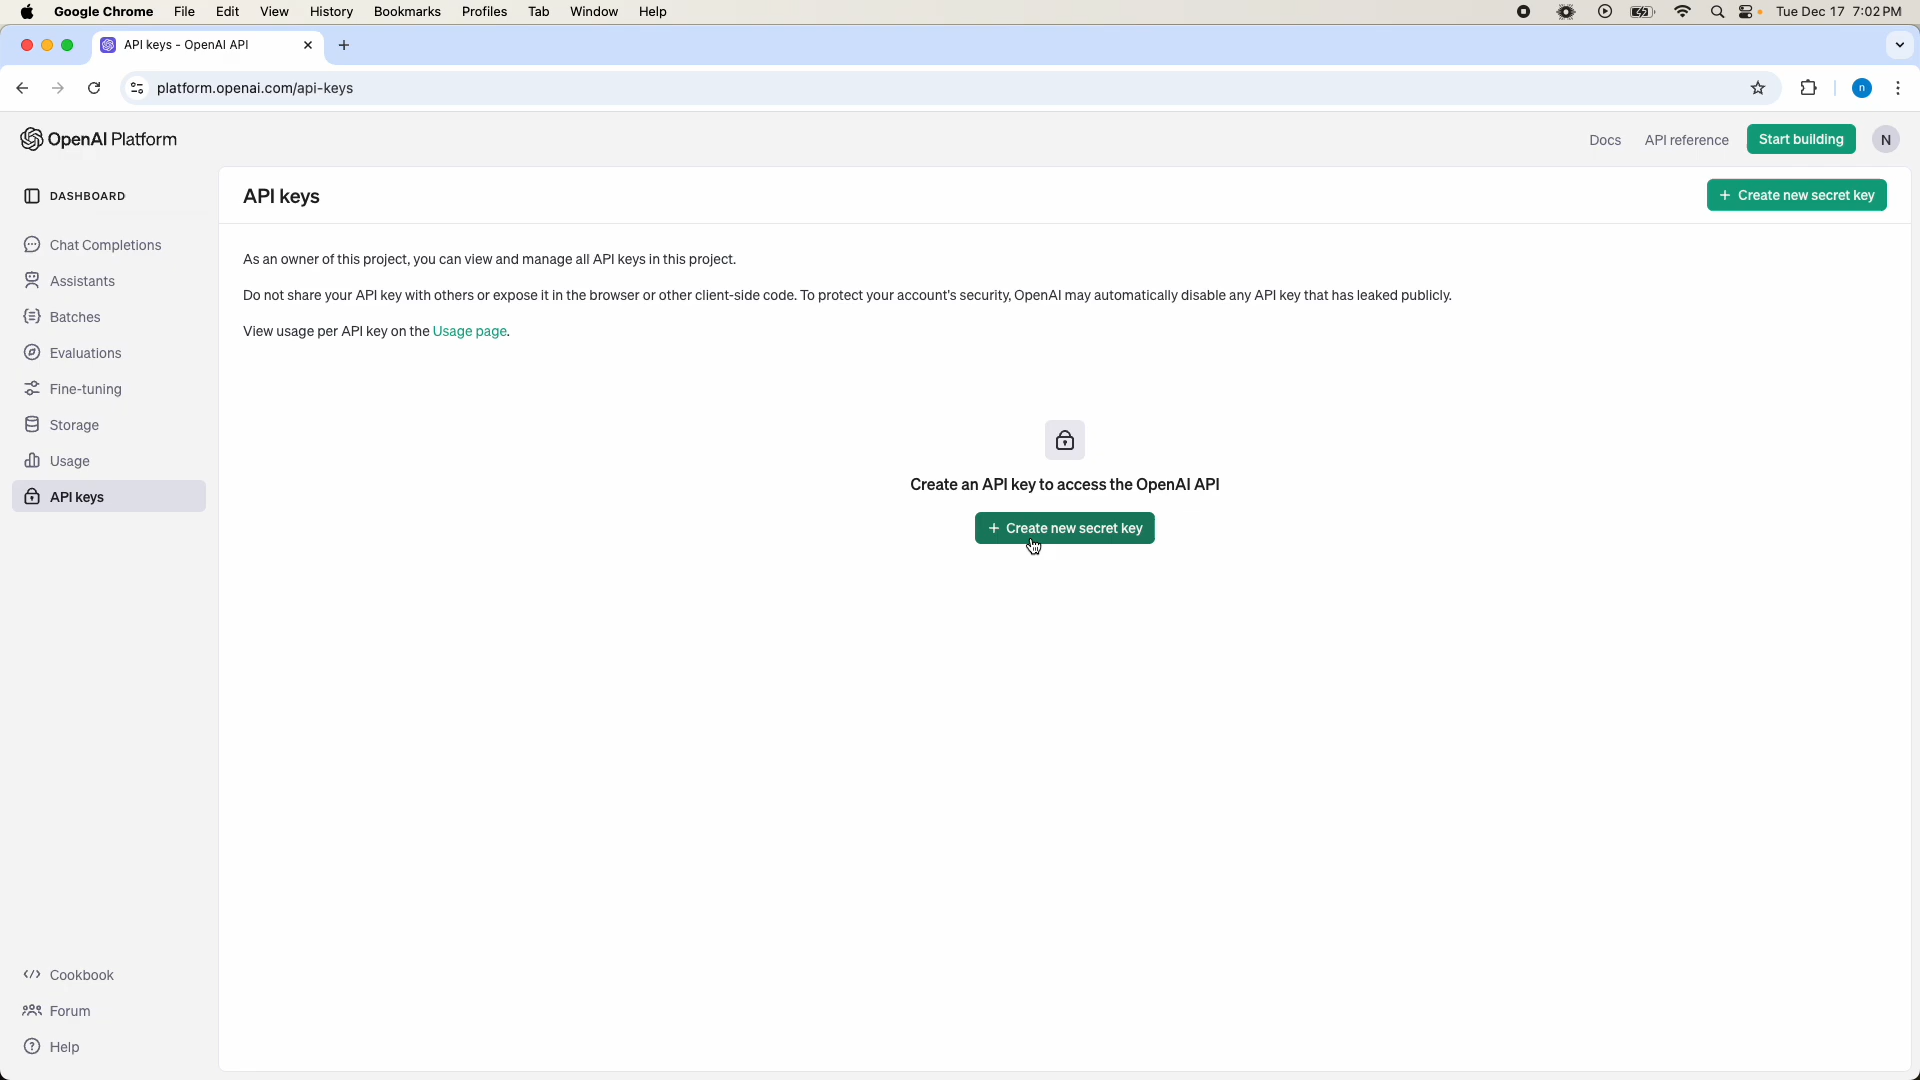 Google Chrome File Edit View History Bookmarks Profiles Tab Window Help Tue Dec 17 7:02 PM
API keys - OpenAI API
platform.openai.com/api-keys n
OpenAI Platform Docs API reference Start building N
DASHBOARD
Chat Completions
Assistants
Batches
Evaluations
Fine-tuning
Storage
Usage
API keys
API keys + Create new secret key
As an owner of this project, you can view and manage all API keys in this project.
Do not share your API key with others or expose it in the browser or other client-side code. To protect your account's security, OpenAI may automatically disable any API key that has leaked publicly.
View usage per API key on the Usage page.
Create an API key to access the OpenAI API
+ Create new secret key
Cookbook
Forum
Help